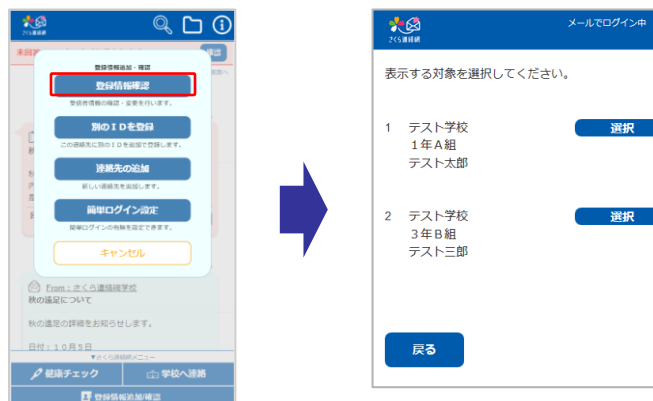 さくら連絡網
未回
確認
登録情報追加・確認
登録情報確認
受信者情報の確認・変更を行います。
別のＩＤを登録
この連絡先に別のＩＤを追加で登録します。
連絡先の追加
新しい連絡先を追加します。
簡単ログイン設定
簡単ログインの有無を設定できます。
キャンセル
From：さくら連絡網学校
秋の遠足について
秋の遠足の詳細をお知らせします。
日付：１０月５日
▼さくら連絡網メニュー
健康チェック
学校へ連絡
登録情報追加/確認
さくら連絡網
メールでログイン中
表示する対象を選択してください。
1 テスト学校 選択
１年Ａ組
テスト太郎
2 テスト学校 選択
３年Ｂ組
テスト三郎
戻る